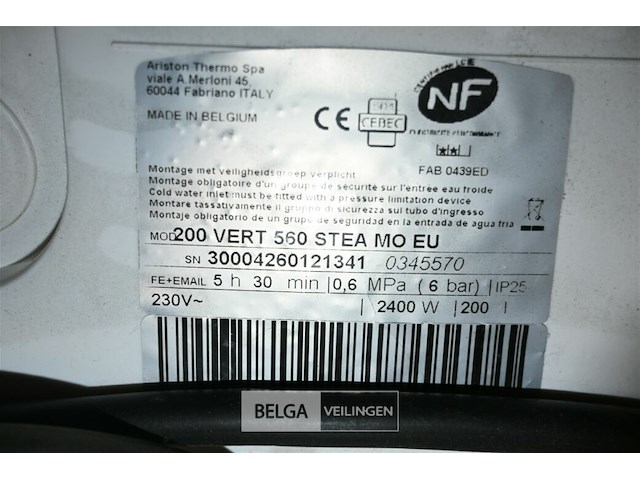 Ariston Thermo Spa
viale A.Merloni 45
60044 Fabriano ITALY
MADE IN BELGIUM
CE
CEBEC
NF
ELECTRICITE PERFORMANCE
FAB 0439ED
Montage met veiligheidsgroep verplicht
Montage obligatoire d'un groupe de sécurité sur l'entrée eau froide
Cold water inlet must be fitted with a pressure limitation device
Montare tassativamente il gruppo di sicurezza sul tubo d'ingresso
Montaje obligatorio de un grupo de seguridad en la entrada de agua fria
MOD 200 VERT 560 STEA MO EU
SN 30004260121341 0345570
FE+EMAIL 5 h 30 min 0,6 MPa (6 bar) IP25
230V~ 2400 W 200 l
BELGA VEILINGEN